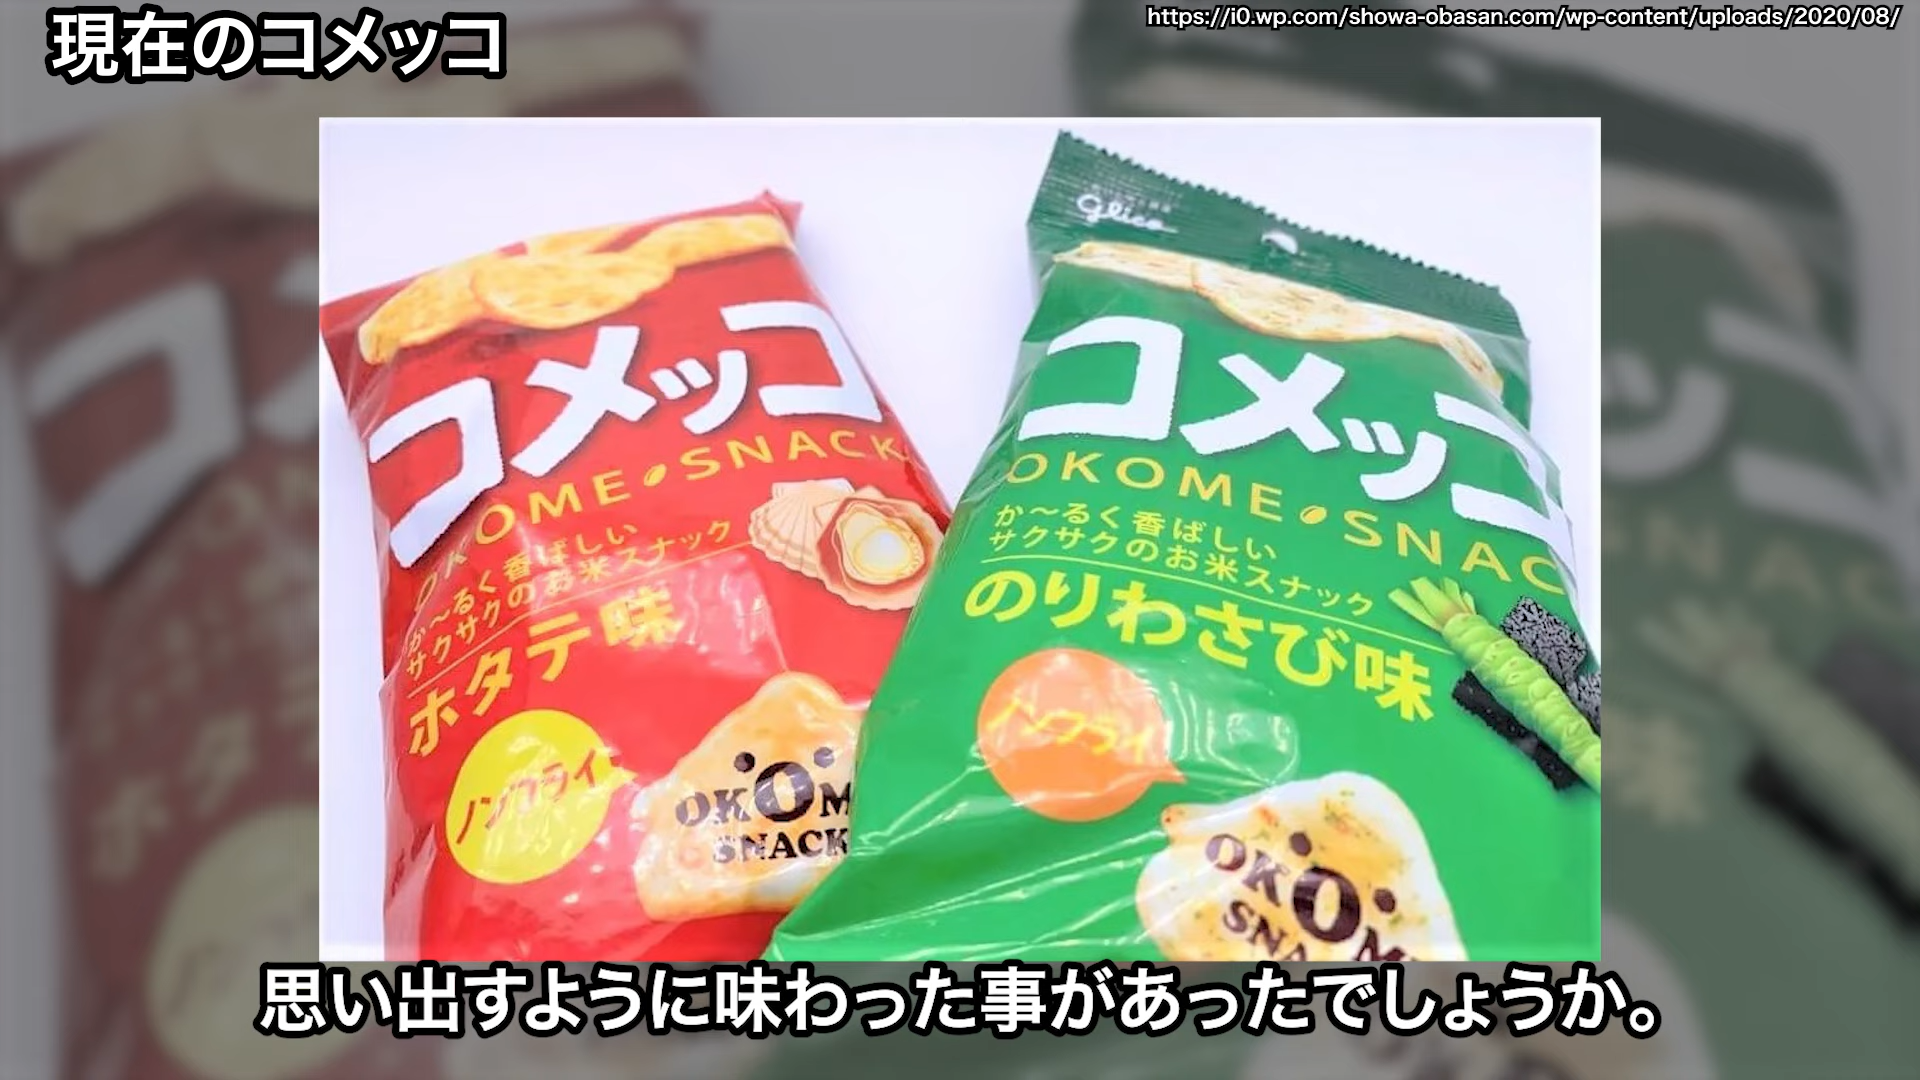 現在のコメッコ
https://i0.wp.com/showa-obasan.com/wp-content/uploads/2020/08/
コメッコ
OKOME SNACK
か〜るく香ばしい
サクサクのお米スナック
ホタテ味
ノンフライ
OKOM
SNACK
Glico
コメッコ
OKOME SNAC
か〜るく香ばしい
サクサクのお米スナック
のりわさび味
ノンフライ
OKOM
SNA
思い出すように味わった事があったでしょうか。